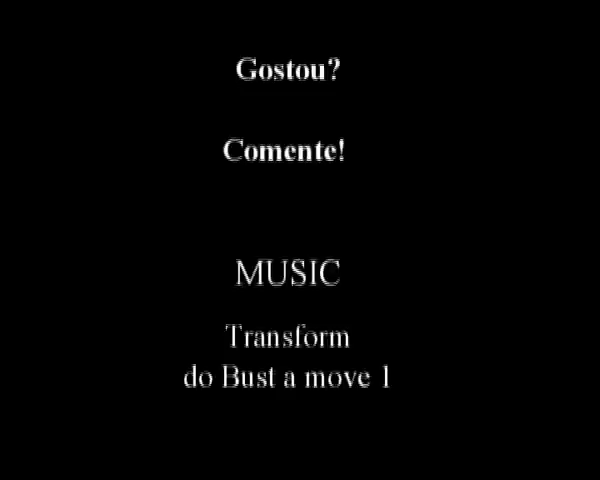 Gostou?
Comente!
MUSIC
Transform
do Bust a move 1